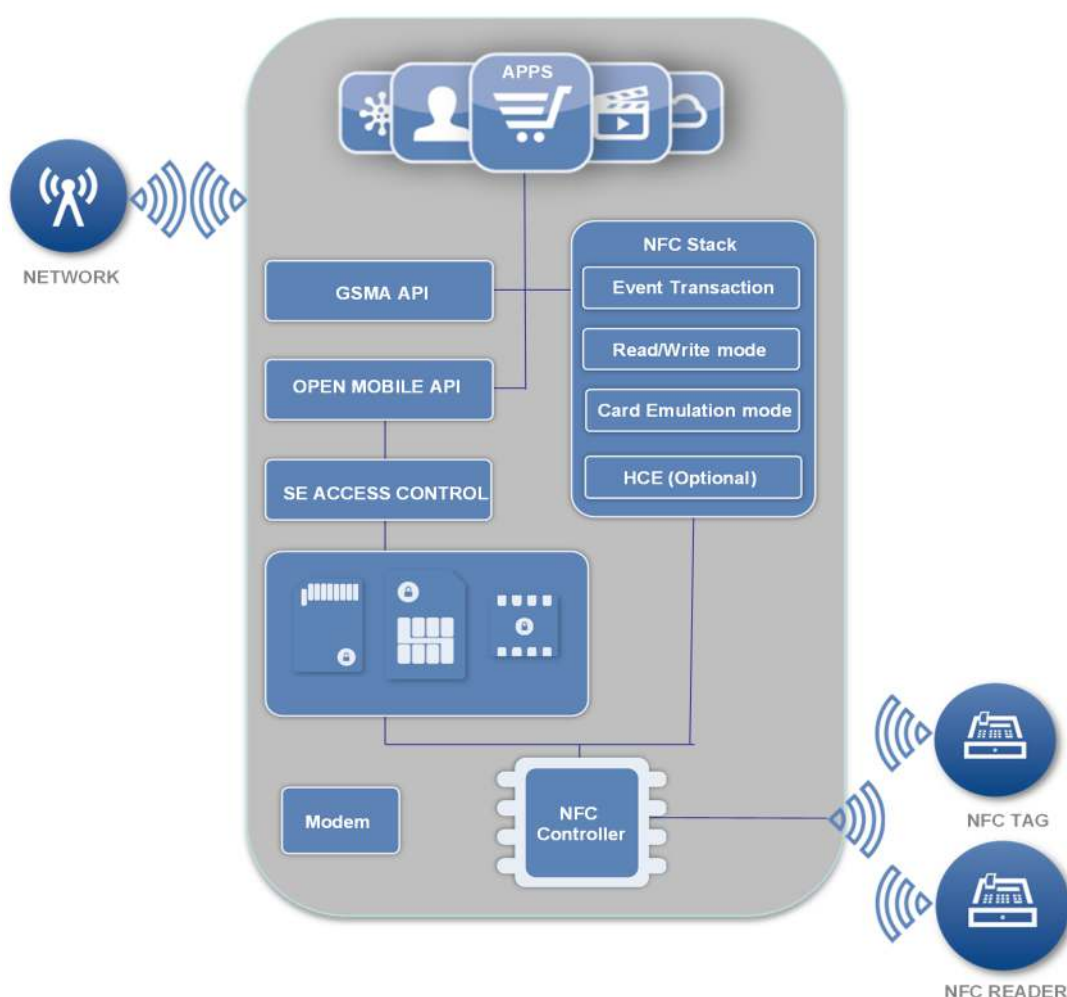 APPS
NETWORK
GSMA API
OPEN MOBILE API
SE ACCESS CONTROL
NFC Stack
Event Transaction
Read/Write mode
Card Emulation mode
HCE (Optional)
Modem
NFC
Controller
NFC TAG
NFC READER